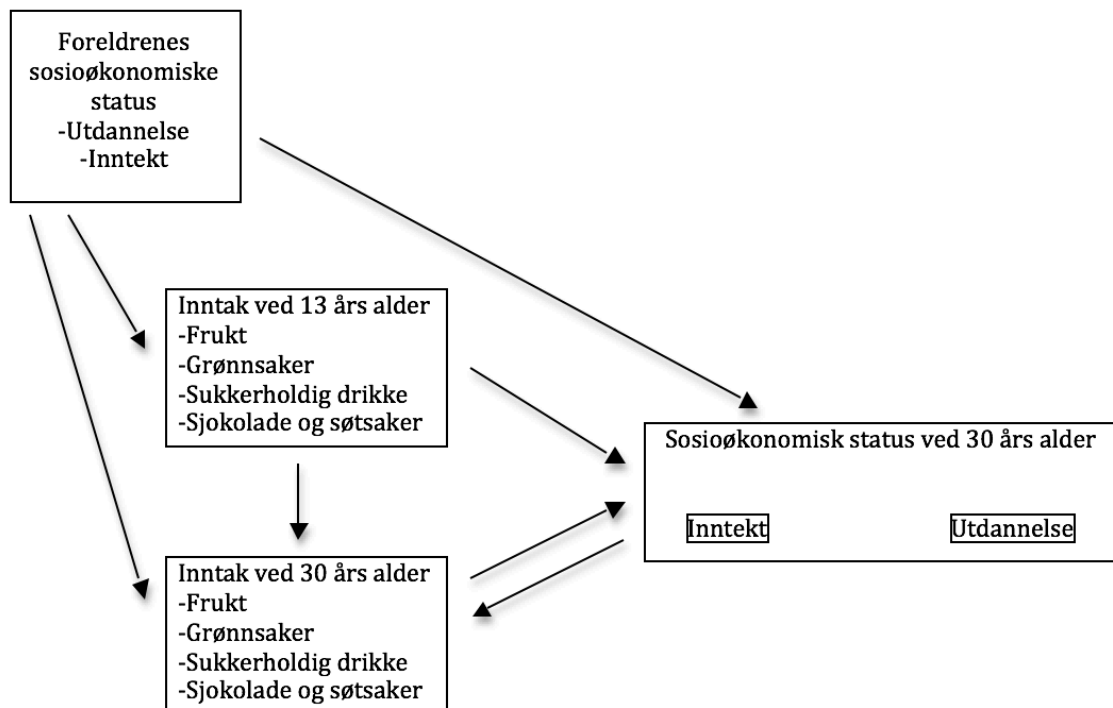 Foreldrenes
sosioøkonomiske
status
-Utdannelse
-Inntekt
Inntak ved 13 års alder
-Frukt
-Grønnsaker
-Sukkerholdig drikke
-Sjokolade og søtsaker
Sosioøkonomisk status ved 30 års alder
Inntekt
Utdannelse
Inntak ved 30 års alder
-Frukt
-Grønnsaker
-Sukkerholdig drikke
-Sjokolade og søtsaker